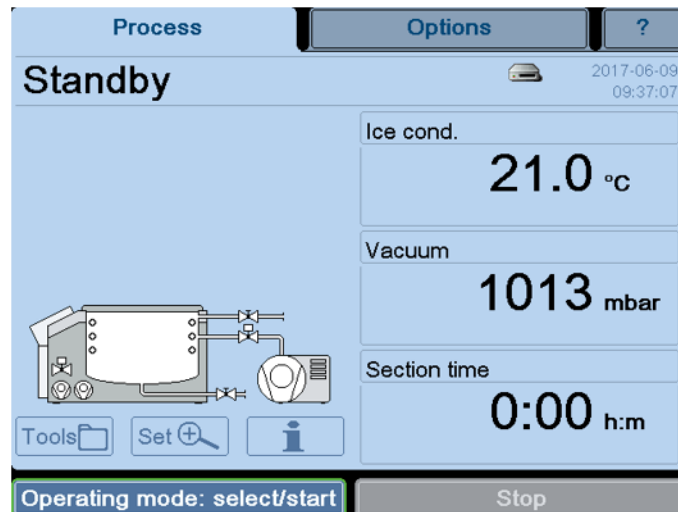 Process
Options
?
Standby
2017-06-09
09:37:07
Ice cond.
21.0 °C
Vacuum
1013 mbar
Section time
0:00 h:m
Tools
Set
i
Operating mode: select/start
Stop